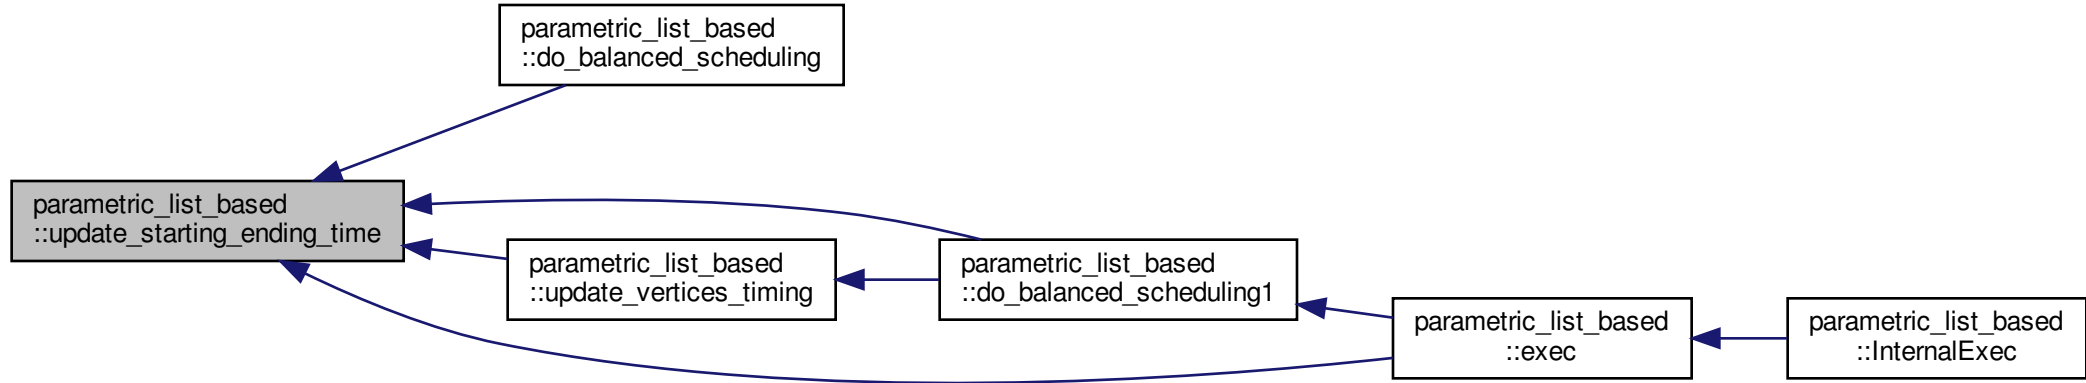 parametric_list_based
::do_balanced_scheduling
parametric_list_based
::update_starting_ending_time
parametric_list_based
::update_vertices_timing
parametric_list_based
::do_balanced_scheduling1
parametric_list_based
::exec
parametric_list_based
::InternalExec